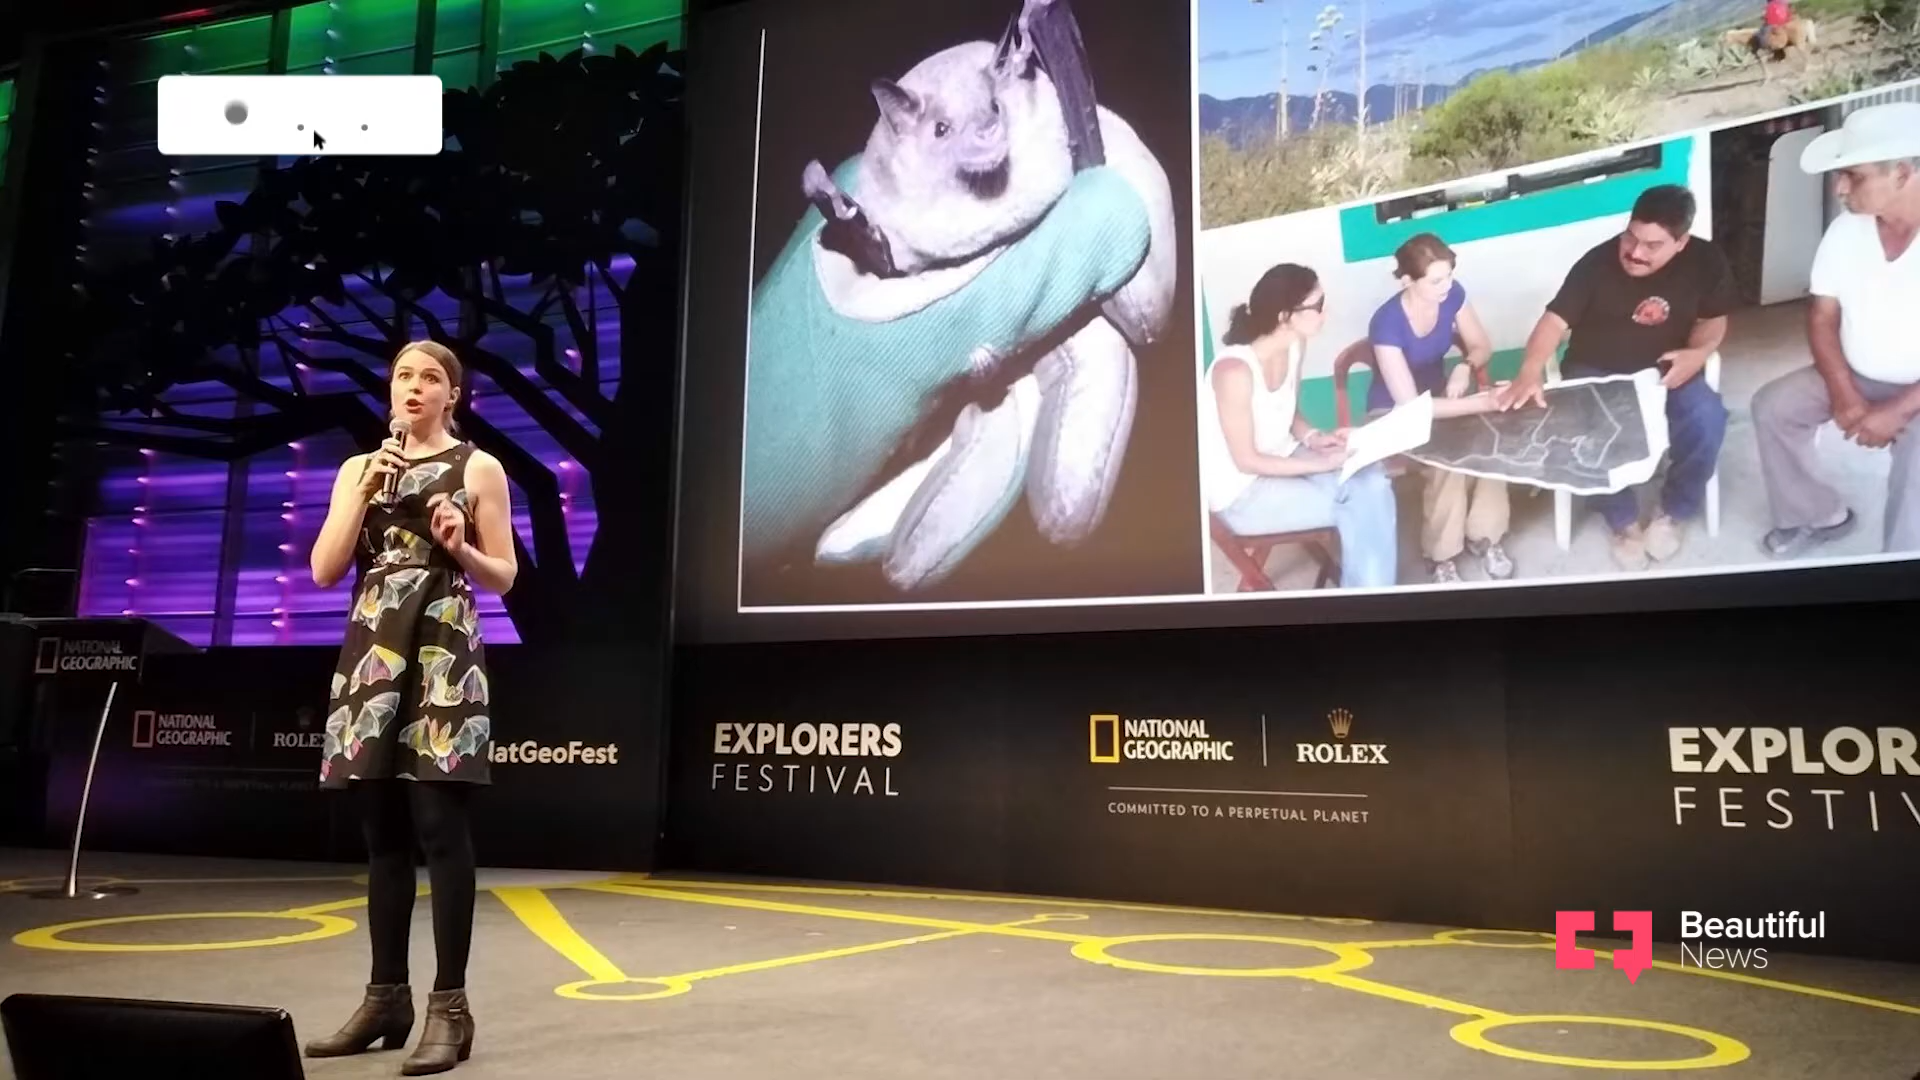 NATIONAL
GEOGRAPHIC
NATIONAL
GEOGRAPHIC
ROLEX
NatGeoFest
EXPLORERS
FESTIVAL
NATIONAL
GEOGRAPHIC
ROLEX
COMMITTED TO A PERPETUAL PLANET
EXPLOR
FESTIV
Beautiful
News